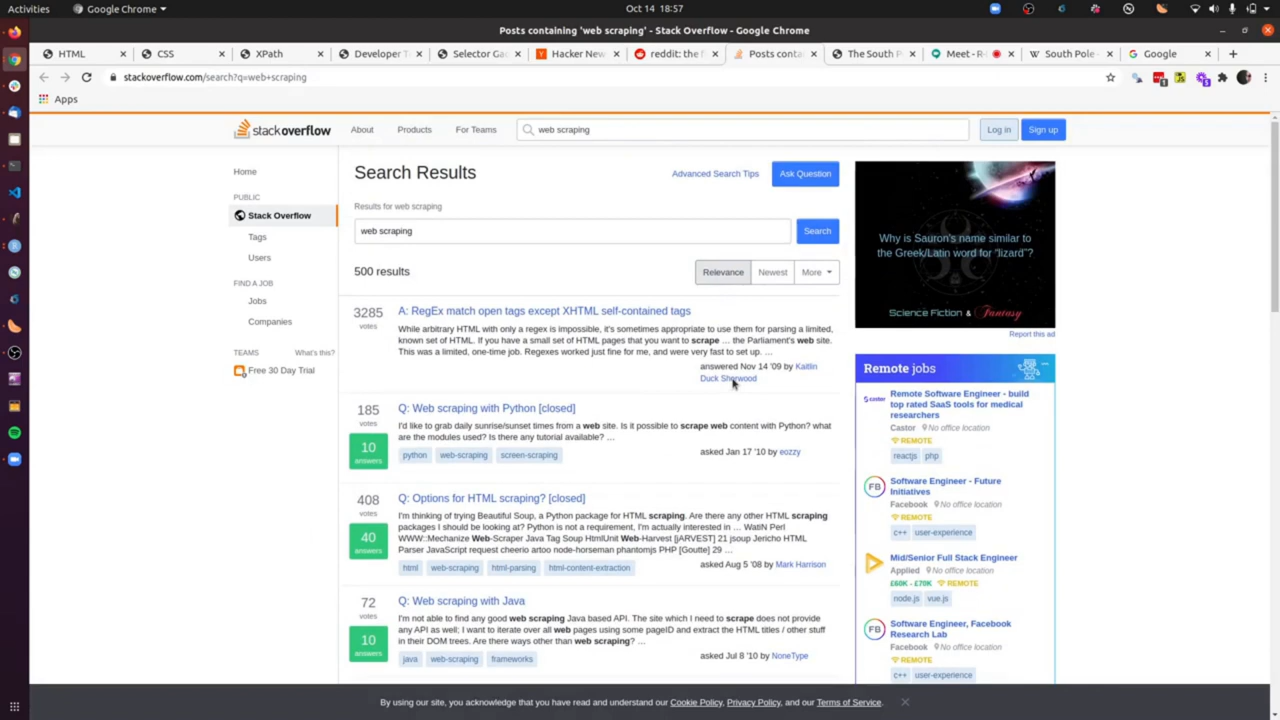 Activities
Google Chrome
Oct 14 18:57
Posts containing 'web scraping' - Stack Overflow - Google Chrome
HTML
CSS
XPath
Developer T
Selector Ga
Hacker New
reddit: the f
Posts conta
The South P
Meet - R-l
South Pole -
Google
stackoverflow.com/search?q=web+scraping
Apps
stackoverflow
About
Products
For Teams
web scraping
Log in
Sign up
Home
PUBLIC
Stack Overflow
Tags
Users
FIND A JOB
Jobs
Companies
TEAMS
What's this?
Free 30 Day Trial
Search Results
Advanced Search Tips
Ask Question
Results for web scraping
web scraping
Search
500 results
Relevance
Newest
More
3285
votes
A: RegEx match open tags except XHTML self-contained tags
While arbitrary HTML with only a regex is impossible, it's sometimes appropriate to use them for parsing a limited,
known set of HTML. If you have a small set of HTML pages that you want to scrape ... the Parliament's web site.
This was a limited, one-time job. Regexes worked just fine for me, and were very fast to set up. ...
answered Nov 14 '09 by Kaitlin
Duck Sherwood
185
votes
10
answers
Q: Web scraping with Python [closed]
I'd like to grab daily sunrise/sunset times from a web site. Is it possible to scrape web content with Python? what
are the modules used? Is there any tutorial available? ...
python
web-scraping
screen-scraping
asked Jan 17 '10 by eozzy
408
votes
40
answers
Q: Options for HTML scraping? [closed]
I'm thinking of trying Beautiful Soup, a Python package for HTML scraping. Are there any other HTML scraping
packages I should be looking at? Python is not a requirement, I'm actually interested in ... WatiN Perl
WWW::Mechanize Web-Scraper Java Tag Soup HtmlUnit Web-Harvest [jARVEST] 21 jsoup Jericho HTML
Parser JavaScript request cheerio artoo node-horseman phantomjs PHP [Goutte] 29 ...
html
web-scraping
html-parsing
html-content-extraction
asked Aug 5 '08 by Mark Harrison
72
votes
10
answers
Q: Web scraping with Java
I'm not able to find any good web scraping Java based API. The site which I need to scrape does not provide
any API as well; I want to iterate over all web pages using some pageID and extract the HTML titles / other stuff
in their DOM trees. Are there ways other than web scraping? ...
java
web-scraping
frameworks
asked Jul 8 '10 by NoneType
Why is Sauron's name similar to
the Greek/Latin word for "lizard"?
Science Fiction & Fantasy
Report this ad
Remote jobs
Remote Software Engineer - build
top rated SaaS tools for medical
researchers
Castor No office location
REMOTE
reactjs
php
FB
Software Engineer - Future
Initiatives
Facebook No office location
REMOTE
c++
user-experience
Mid/Senior Full Stack Engineer
Applied No office location
£60K - £70K REMOTE
node.js
vue.js
FB
Software Engineer, Facebook
Research Lab
Facebook No office location
REMOTE
c++
user-experience
By using our site, you acknowledge that you have read and understand our Cookie Policy, Privacy Policy, and our Terms of Service.